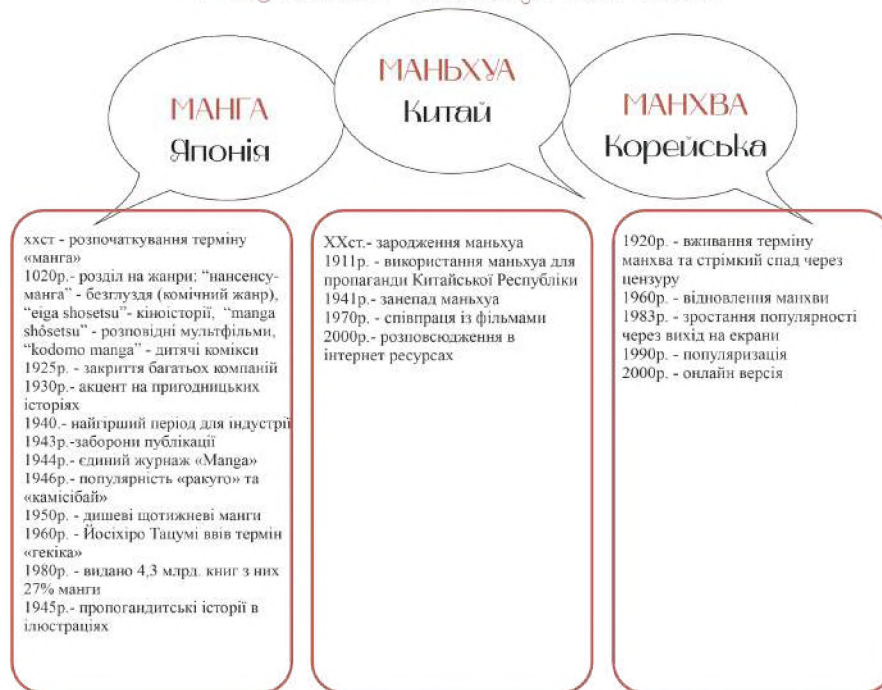 МАНГА
Японія
МАНЬХУА
Китай
МАНХВА
Корейська
ххст - розпочаткування терміну
«манга»
1020р.- розділ на жанри: “нансенсу-
манга” - безглуздя (комічний жанр),
“eiga shosetsu”- кіноісторії, “manga
shôsetsu” - розповідні мультфільми,
“kodomo manga” - дитячі комікси
1925р. - закриття багатьох компаній
1930р.- акцент на пригодницьких
історіях
1940.- найгірший період для індустрії
1943р.-заборони публікації
1944р.- єдиний журнаж «Manga»
1946р.- популярність «ракуго» та
«камісібай»
1950р. - дишеві щотижневі манги
1960р. - Йосіхіро Тацумі ввів термін
«гекіка»
1980р. - видано 4,3 млрд. книг з них
27% манги
1945р.- пропогандитські історії в
ілюстраціях
ХХст.- зародження маньхуа
1911р. - використання маньхуа для
пропаганди Китайської Республіки
1941р.- занепад маньхуа
1970р. - співпраця із фільмами
2000р.- розповсюдження в
інтернет ресурсах
1920р. - вживання терміну
манхва та стрімкий спад через
цензуру
1960р. - відновлення манхви
1983р. - зростання популярності
через вихід на екрани
1990р. - популяризація
2000р. - онлайн версія